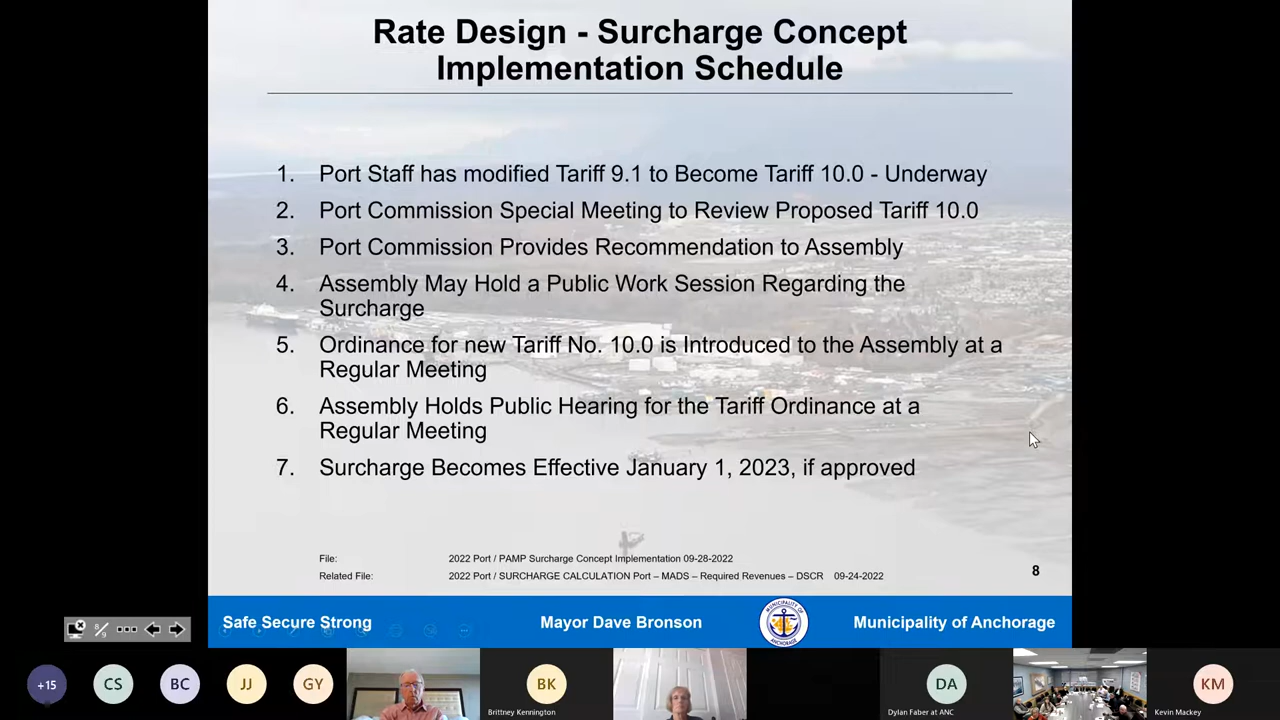 Rate Design - Surcharge Concept
Implementation Schedule
1. Port Staff has modified Tariff 9.1 to Become Tariff 10.0 - Underway
2. Port Commission Special Meeting to Review Proposed Tariff 10.0
3. Port Commission Provides Recommendation to Assembly
4. Assembly May Hold a Public Work Session Regarding the
Surcharge
5. Ordinance for new Tariff No. 10.0 is Introduced to the Assembly at a
Regular Meeting
6. Assembly Holds Public Hearing for the Tariff Ordinance at a
Regular Meeting
7. Surcharge Becomes Effective January 1, 2023, if approved
File: 2022 Port / PAMP Surcharge Concept Implementation 09-28-2022
Related File: 2022 Port / SURCHARGE CALCULATION Port – MADS – Required Revenues – DSCR 09-24-2022
8
8/9
Safe Secure Strong Mayor Dave Bronson MUNICIPALITY OF ANCHORAGE Municipality of Anchorage
+15 CS BC JJ GY BK DA KM
Brittney Kennington Dylan Faber at ANC Kevin Mackey